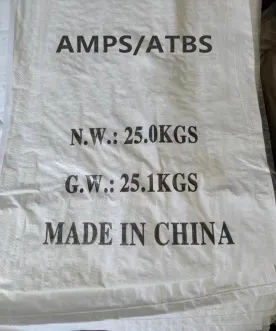 AMPS/ATBS
N.W.: 25.0KGS
G.W.: 25.1KGS
MADE IN CHINA